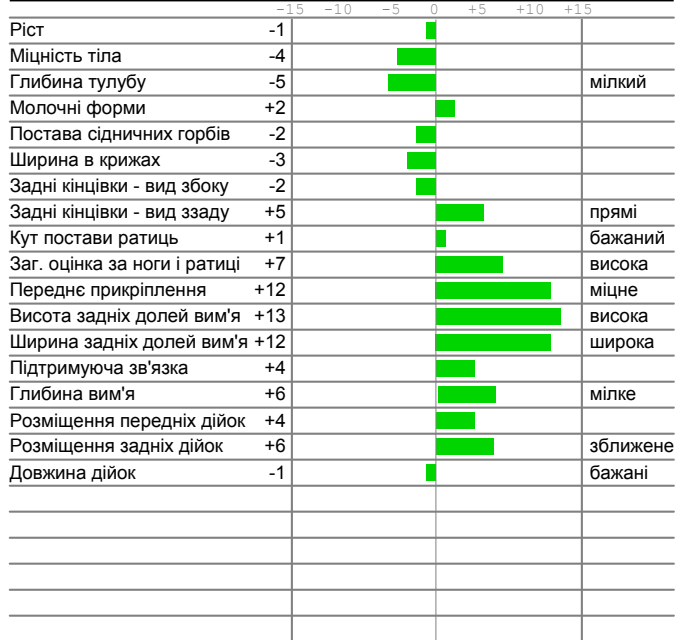 -15 -10 -5 0 +5 +10 +15
Ріст -1
Міцність тіла -4
Глибина тулубу -5 мілкий
Молочні форми +2
Постава сідничних горбів -2
Ширина в крижах -3
Задні кінцівки - вид збоку -2
Задні кінцівки - вид ззаду +5 прямі
Кут постави ратиць +1 бажаний
Заг. оцінка за ноги і ратиці +7 висока
Переднє прикріплення +12 міцне
Висота задніх долей вим'я +13 висока
Ширина задніх долей вим'я +12 широка
Підтримуюча зв'язка +4
Глибина вим'я +6 мілке
Розміщення передніх дійок +4
Розміщення задніх дійок +6 зближене
Довжина дійок -1 бажані